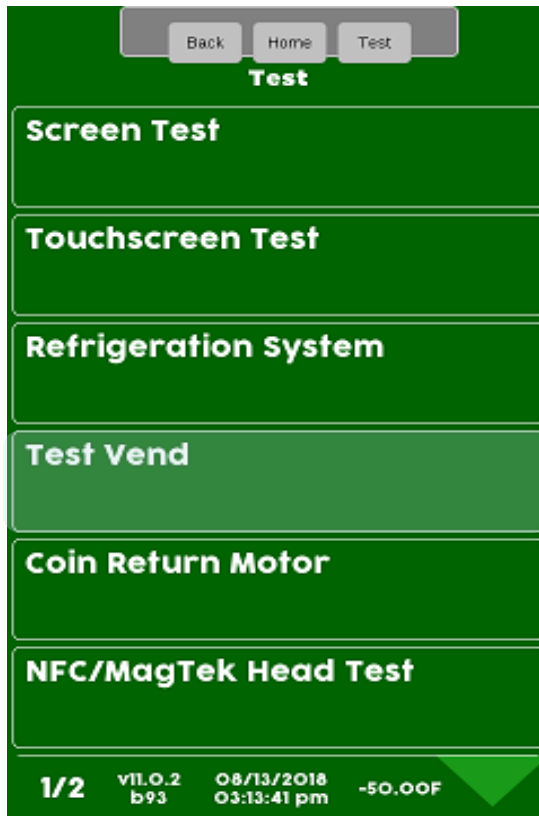 Back Home Test
Test
Screen Test
Touchscreen Test
Refrigeration System
Test Vend
Coin Return Motor
NFC/MagTek Head Test
1/2 v11.0.2 08/13/2018 -50.00F
b93 03:13:41 pm